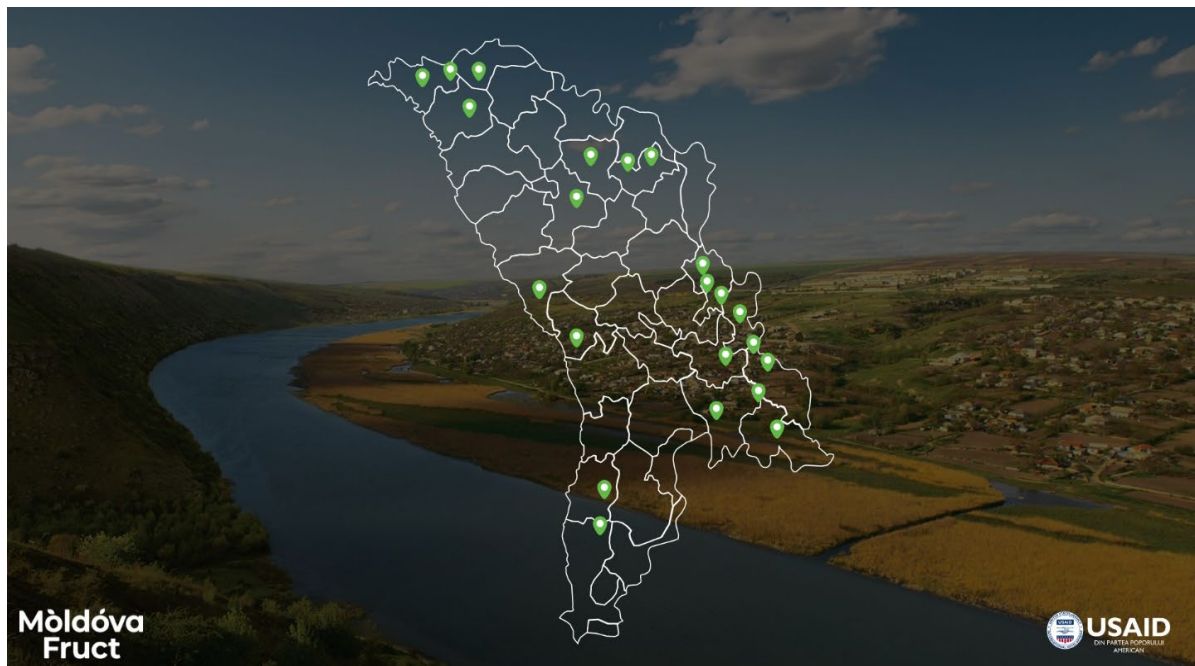 Mòldóva
Fruct
USAID
DIN PARTEA POPORULUI
AMERICAN